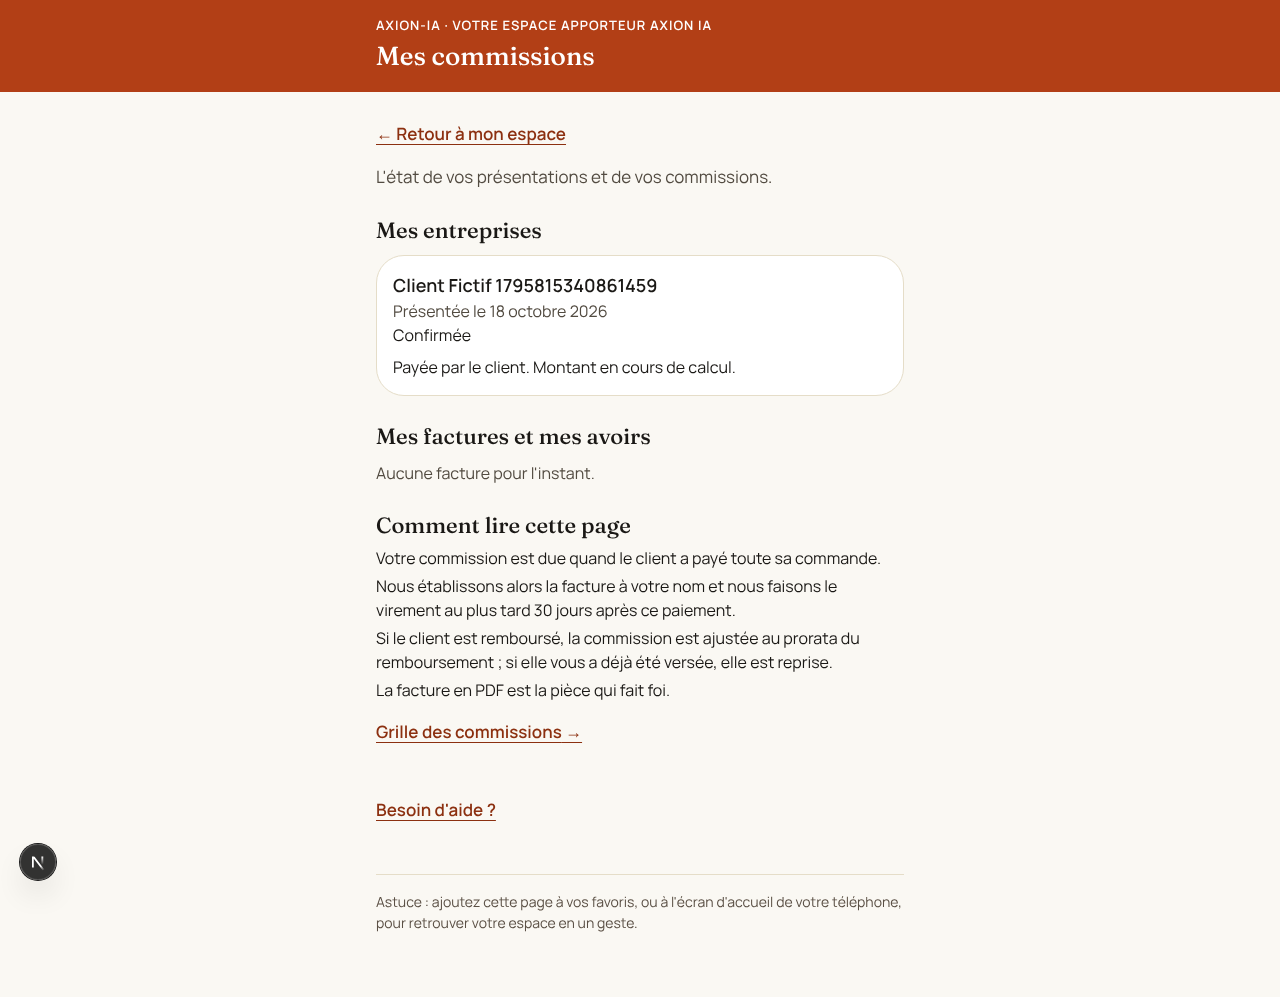 AXION-IA · VOTRE ESPACE APPORTEUR AXION IA
Mes commissions
← Retour à mon espace
L'état de vos présentations et de vos commissions.
Mes entreprises
Client Fictif 1795815340861459
Présentée le 18 octobre 2026
Confirmée
Payée par le client. Montant en cours de calcul.
Mes factures et mes avoirs
Aucune facture pour l'instant.
Comment lire cette page
Votre commission est due quand le client a payé toute sa commande.
Nous établissons alors la facture à votre nom et nous faisons le
virement au plus tard 30 jours après ce paiement.
Si le client est remboursé, la commission est ajustée au prorata du
remboursement ; si elle vous a déjà été versée, elle est reprise.
La facture en PDF est la pièce qui fait foi.
Grille des commissions →
Besoin d'aide ?
N
Astuce : ajoutez cette page à vos favoris, ou à l'écran d'accueil de votre téléphone,
pour retrouver votre espace en un geste.